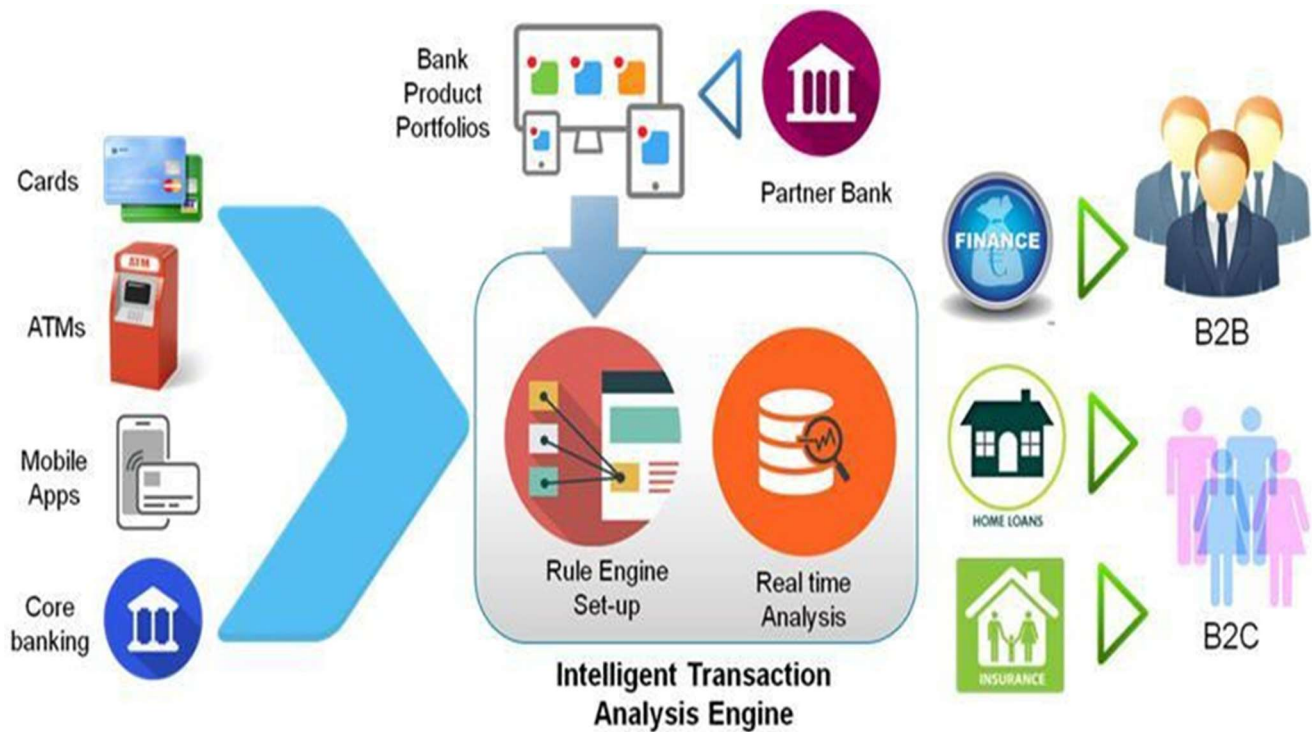 Bank
Product
Portfolios
Partner Bank
Cards
ATM
ATMs
Mobile
Apps
Core
banking
Rule Engine
Set-up
Real time
Analysis
Intelligent Transaction
Analysis Engine
FINANCE
B2B
HOME LOANS
INSURANCE
B2C